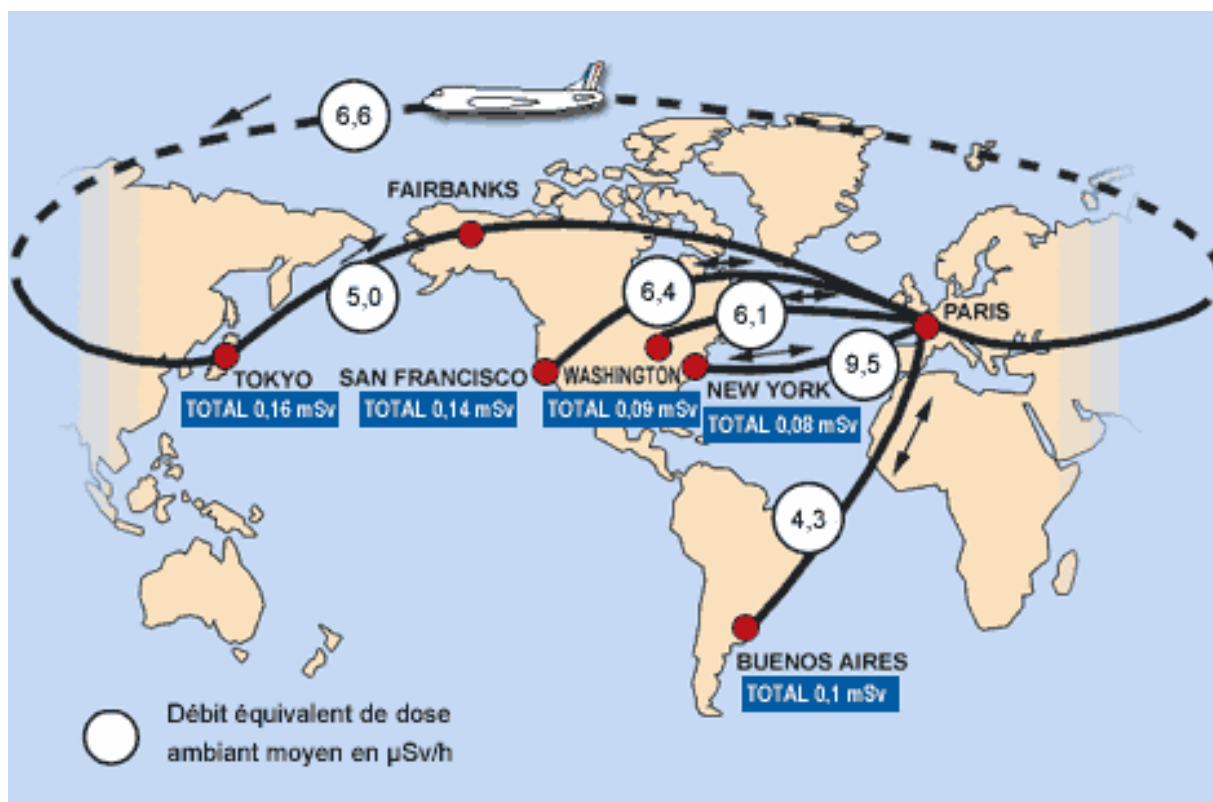 6,6
FAIRBANKS
5,0
6,4
6,1
PARIS
9,5
TOKYO
TOTAL 0,16 mSv
SAN FRANCISCO
TOTAL 0,14 mSv
WASHINGTON
TOTAL 0,09 mSv
NEW YORK
TOTAL 0,08 mSv
4,3
BUENOS AIRES
TOTAL 0,1 mSv
Débit équivalent de dose
ambiant moyen en µSv/h